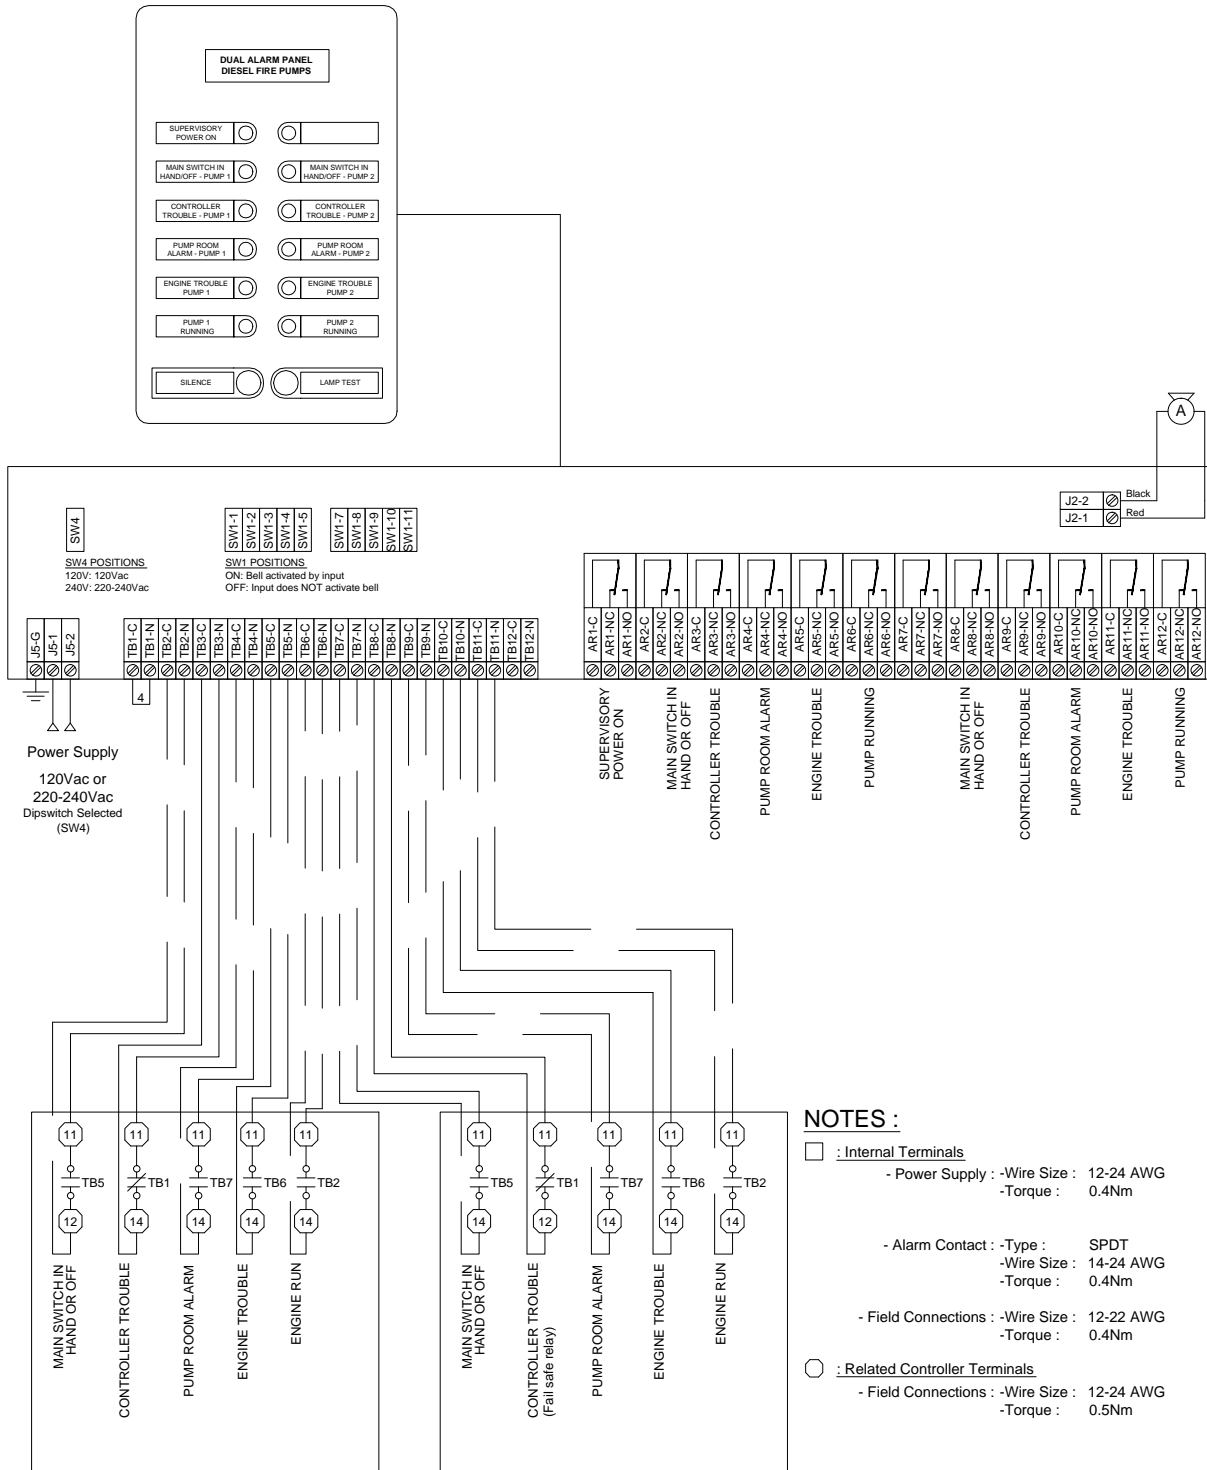 DUAL ALARM PANEL
DIESEL FIRE PUMPS
SUPERVISORY
POWER ON
MAIN SWITCH IN
HAND/OFF - PUMP 1
MAIN SWITCH IN
HAND/OFF - PUMP 2
CONTROLLER
TROUBLE - PUMP 1
CONTROLLER
TROUBLE - PUMP 2
PUMP ROOM
ALARM - PUMP 1
PUMP ROOM
ALARM - PUMP 2
ENGINE TROUBLE
PUMP 1
ENGINE TROUBLE
PUMP 2
PUMP 1
RUNNING
PUMP 2
RUNNING
SILENCE
LAMP TEST
A
J2-2
Black
J2-1
Red
SW4
SW4 POSITIONS
120V: 120Vac
240V: 220-240Vac
SW1-1
SW1-2
SW1-3
SW1-4
SW1-5
SW1-7
SW1-8
SW1-9
SW1-10
SW1-11
SW1 POSITIONS
ON: Bell activated by input
OFF: Input does NOT activate bell
J5-G
J5-1
J5-2
TB1-C
TB1-N
TB2-C
TB2-N
TB3-C
TB3-N
TB4-C
TB4-N
TB5-C
TB5-N
TB6-C
TB6-N
TB7-C
TB7-N
TB8-C
TB8-N
TB9-C
TB9-N
TB10-C
TB10-N
TB11-C
TB11-N
TB12-C
TB12-N
AR1-C
AR1-NC
AR1-NO
AR2-C
AR2-NC
AR2-NO
AR3-C
AR3-NC
AR3-NO
AR4-C
AR4-NC
AR4-NO
AR5-C
AR5-NC
AR5-NO
AR6-C
AR6-NC
AR6-NO
AR7-C
AR7-NC
AR7-NO
AR8-C
AR8-NC
AR8-NO
AR9-C
AR9-NC
AR9-NO
AR10-C
AR10-NC
AR10-NO
AR11-C
AR11-NC
AR11-NO
AR12-C
AR12-NC
AR12-NO
4
Power Supply
120Vac or
220-240Vac
Dipswitch Selected
(SW4)
SUPERVISORY
POWER ON
MAIN SWITCH IN
HAND OR OFF
CONTROLLER TROUBLE
PUMP ROOM ALARM
ENGINE TROUBLE
PUMP RUNNING
MAIN SWITCH IN
HAND OR OFF
CONTROLLER TROUBLE
PUMP ROOM ALARM
ENGINE TROUBLE
PUMP RUNNING
11
11
11
11
11
TB5
TB1
TB7
TB6
TB2
12
14
14
14
14
MAIN SWITCH IN
HAND OR OFF
CONTROLLER TROUBLE
PUMP ROOM ALARM
ENGINE TROUBLE
ENGINE RUN
11
11
11
11
11
TB5
TB1
TB7
TB6
TB2
14
12
14
14
14
MAIN SWITCH IN
HAND OR OFF
CONTROLLER TROUBLE
(Fail safe relay)
PUMP ROOM ALARM
ENGINE TROUBLE
ENGINE RUN
NOTES :
: Internal Terminals
- Power Supply : -Wire Size : 12-24 AWG
-Torque : 0.4Nm
- Alarm Contact : -Type : SPDT
-Wire Size : 14-24 AWG
-Torque : 0.4Nm
- Field Connections : -Wire Size : 12-22 AWG
-Torque : 0.4Nm
: Related Controller Terminals
- Field Connections : -Wire Size : 12-24 AWG
-Torque : 0.5Nm